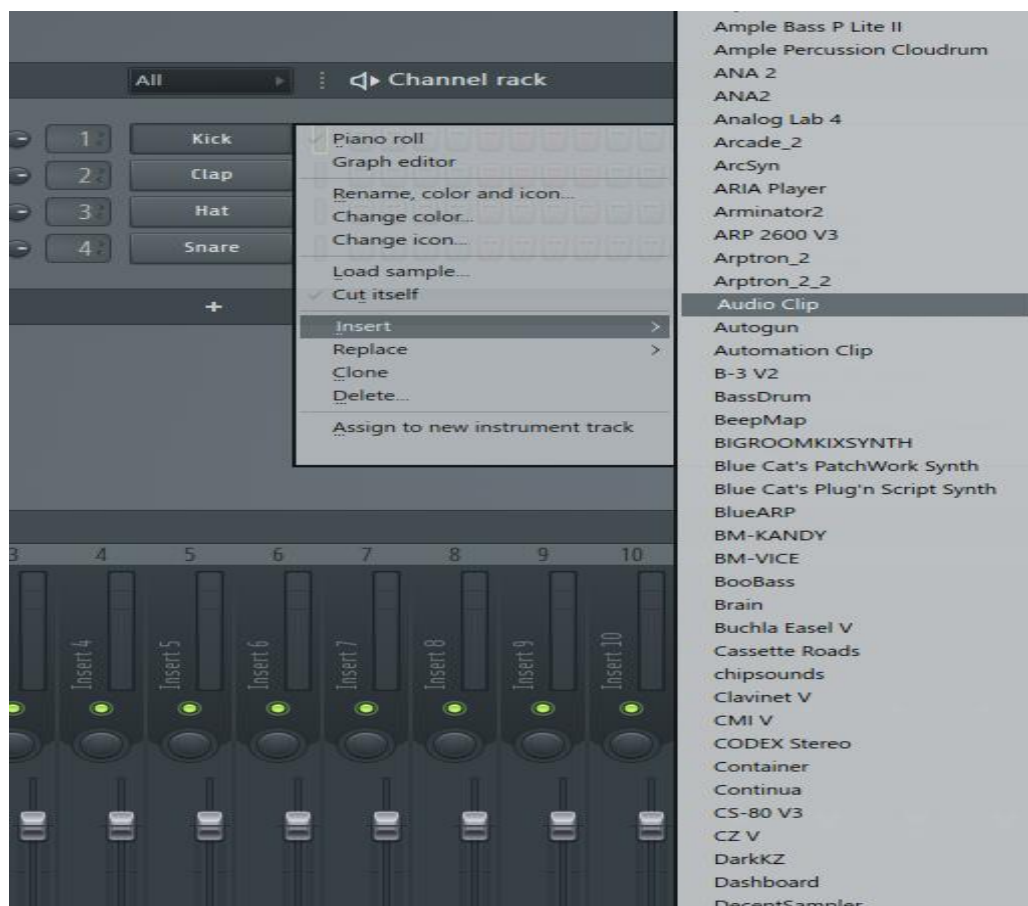 All
Channel rack
1
Kick
2
Clap
3
Hat
4
Snare
+
Piano roll
Graph editor
Rename, color and icon...
Change color...
Change icon...
Load sample...
Cut itself
Insert >
Replace >
Clone
Delete...
Assign to new instrument track
Ample Bass P Lite II
Ample Percussion Cloudrum
ANA 2
ANA2
Analog Lab 4
Arcade_2
ArcSyn
ARIA Player
Arminator2
ARP 2600 V3
Arptron_2
Arptron_2_2
Audio Clip
Autogun
Automation Clip
B-3 V2
BassDrum
BeepMap
BIGROOMKIXSYNTH
Blue Cat's PatchWork Synth
Blue Cat's Plug'n Script Synth
BlueARP
BM-KANDY
BM-VICE
BooBass
Brain
Buchla Easel V
Cassette Roads
chipsounds
Clavinet V
CMI V
CODEX Stereo
Container
Continua
CS-80 V3
CZ V
DarkKZ
Dashboard
DecentSampler
3 4 5 6 7 8 9 10
Insert 4
Insert 5
Insert 6
Insert 7
Insert 8
Insert 9
Insert 10